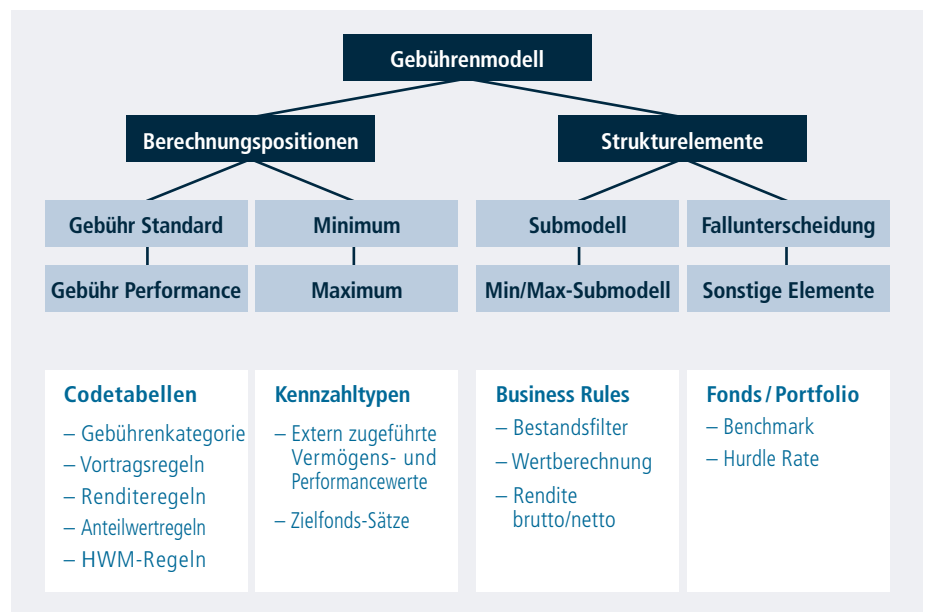 Gebührenmodell
Berechnungspositionen
Strukturelemente
Gebühr Standard
Minimum
Submodell
Fallunterscheidung
Gebühr Performance
Maximum
Min/Max-Submodell
Sonstige Elemente
Codetabellen
– Gebührenkategorie
– Vortragsregeln
– Renditeregeln
– Anteilwertregeln
– HWM-Regeln
Kennzahltypen
– Extern zugeführte
Vermögens- und
Performancewerte
– Zielfonds-Sätze
Business Rules
– Bestandsfilter
– Wertberechnung
– Rendite
brutto/netto
Fonds / Portfolio
– Benchmark
– Hurdle Rate